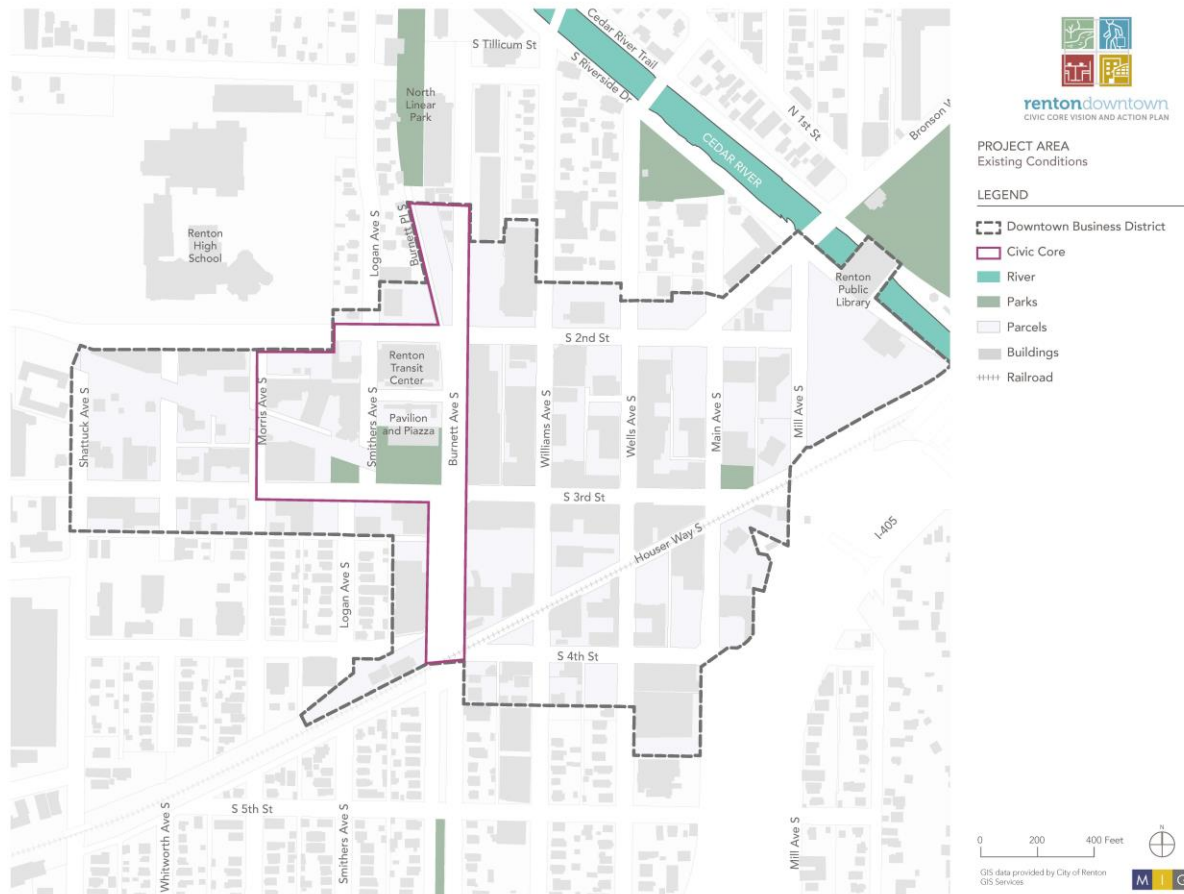 Cedar River Trail
S Tillicum St
S Riverside Dr
North
Linear
Park
N 1st St
Bronson W
CEDAR RIVER
Logan Ave S
Burnett Pl S
Renton
High
School
Renton
Public
Library
S 2nd St
Renton
Transit
Center
Shattuck Ave S
Morris Ave S
Smithers Ave S
Pavilion
and Piazza
Burnett Ave S
Williams Ave S
Wells Ave S
Main Ave S
Mill Ave S
S 3rd St
Houser Way S
I-405
Logan Ave S
S 4th St
S 5th St
Whitworth Ave S
Smithers Ave S
Mill Ave S
rentondowntown
CIVIC CORE VISION AND ACTION PLAN
PROJECT AREA
Existing Conditions
LEGEND
Downtown Business District
Civic Core
River
Parks
Parcels
Buildings
Railroad
0 200 400 Feet
N
GIS data provided by City of Renton
GIS Services
M I G